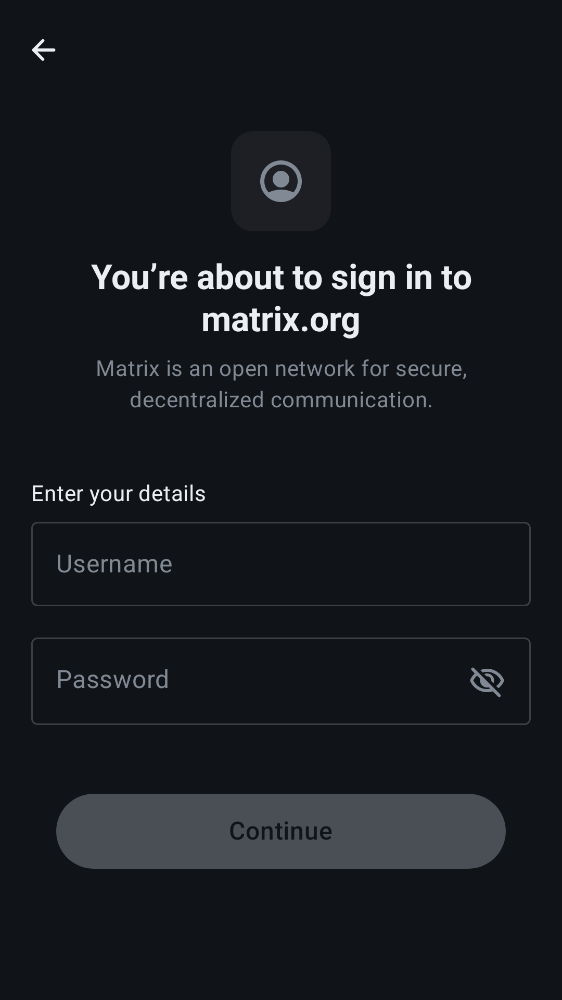 You’re about to sign in to
matrix.org
Matrix is an open network for secure,
decentralized communication.
Enter your details
Username
Password
Continue